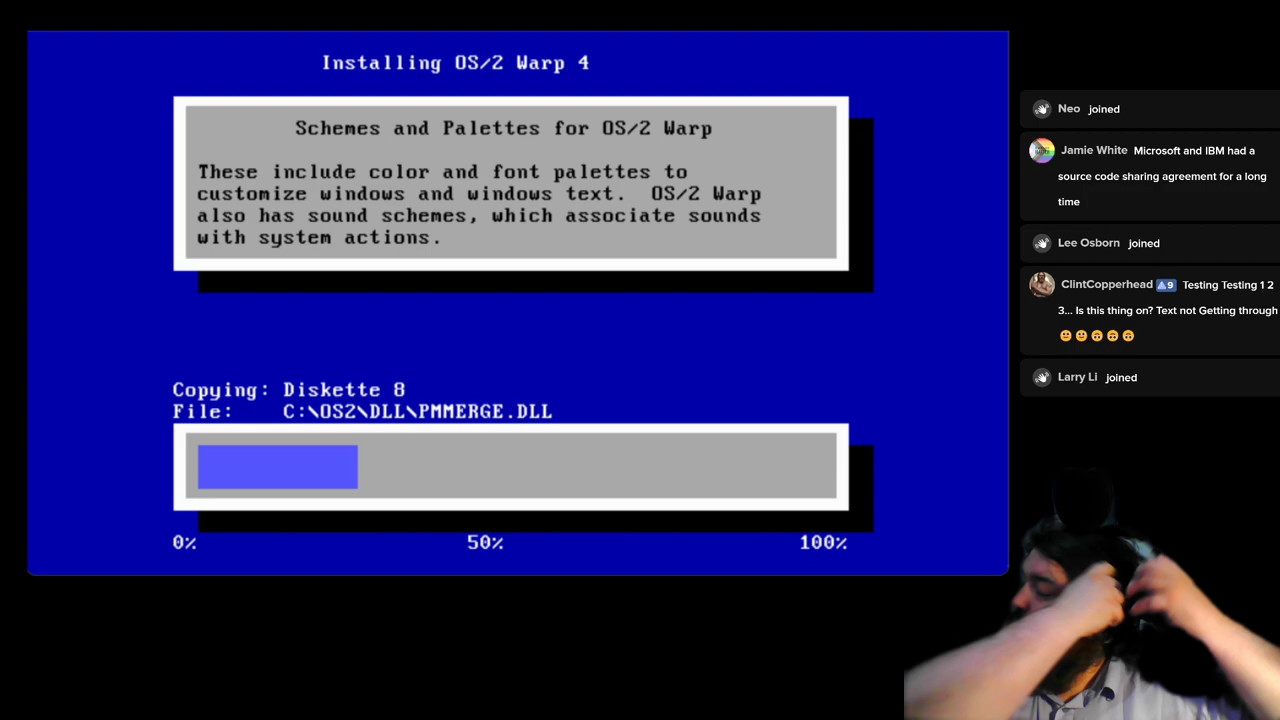 Installing OS/2 Warp 4
Schemes and Palettes for OS/2 Warp
These include color and font palettes to
customize windows and windows text.  OS/2 Warp
also has sound schemes, which associate sounds
with system actions.
Copying: Diskette 8
File:    C:\OS2\DLL\PMMERGE.DLL
0%
50%
100%
Neo joined
Jamie White Microsoft and IBM had a
source code sharing agreement for a long
time
Lee Osborn joined
ClintCopperhead 9 Testing Testing 1 2
3... Is this thing on? Text not Getting through
Larry Li joined